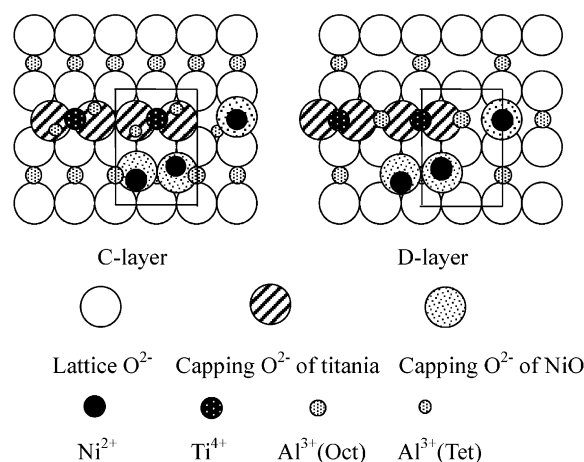 C-layer D-layer
Lattice O²⁻ Capping O²⁻ of titania Capping O²⁻ of NiO
Ni²⁺ Ti⁴⁺ Al³⁺(Oct) Al³⁺(Tet)